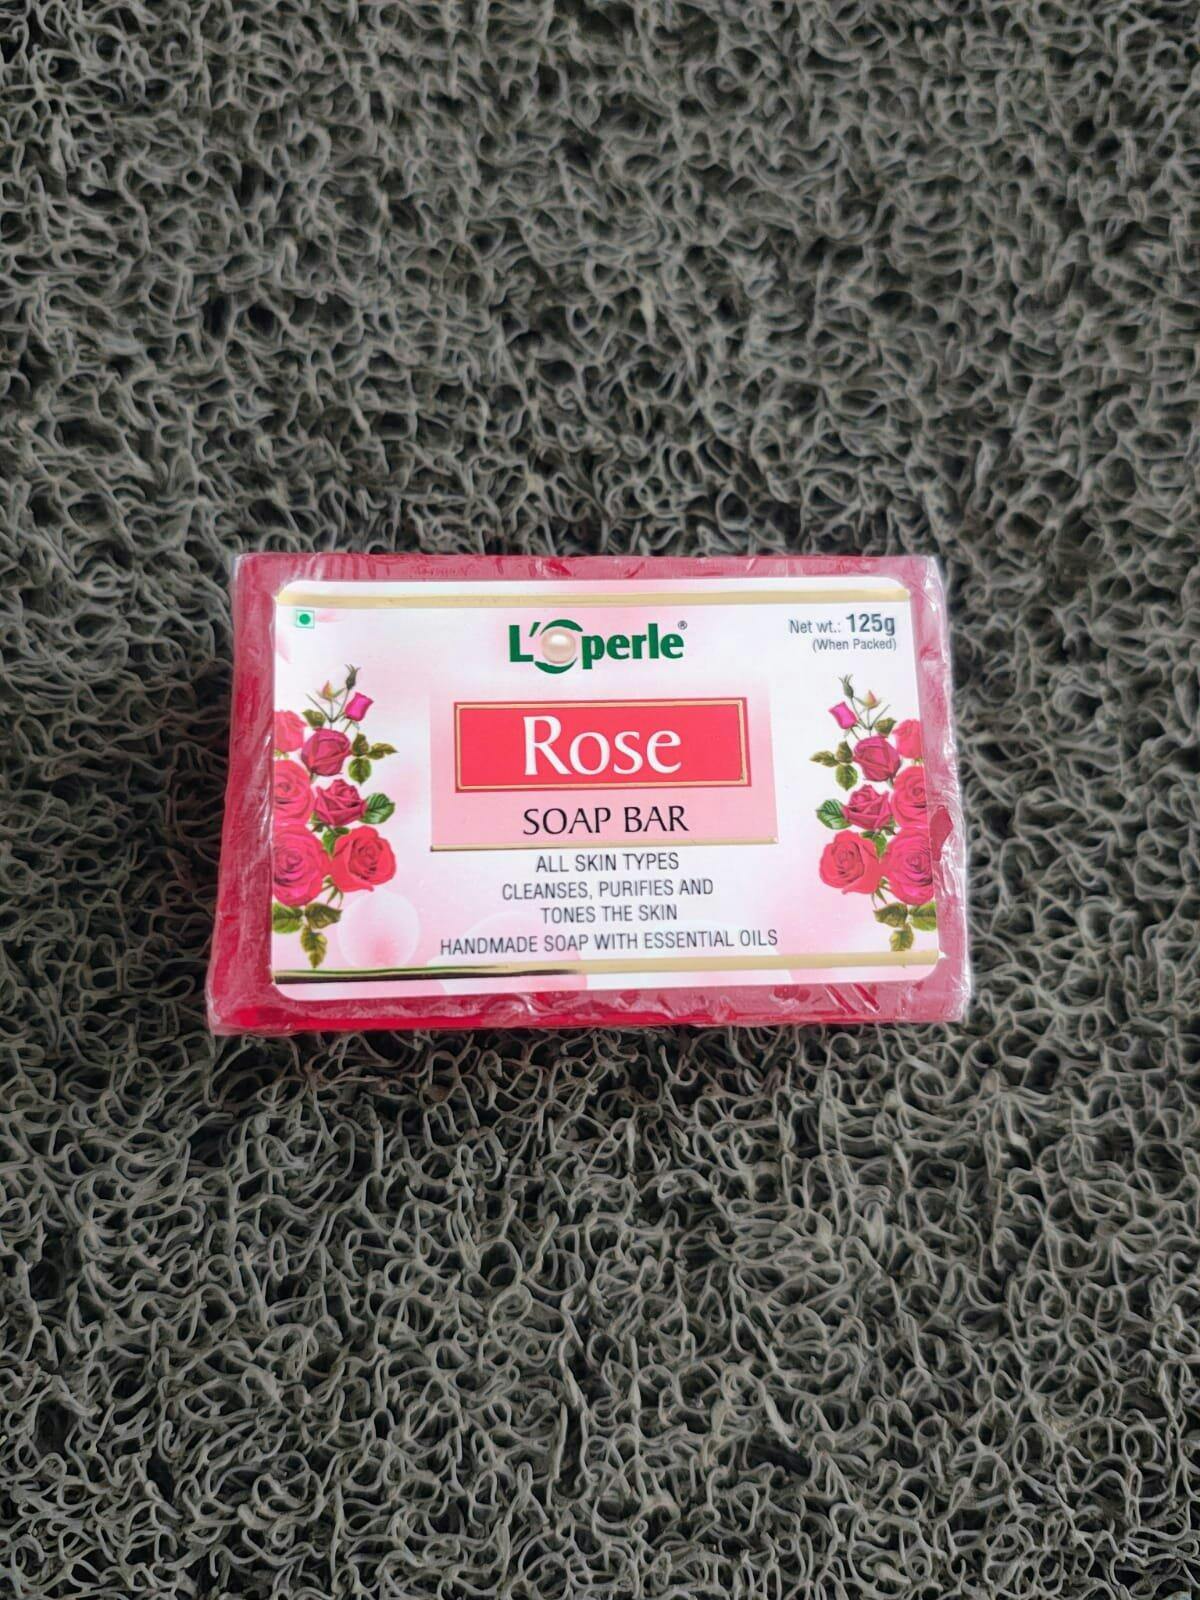 L'Operle®
Net wt.: 125g
(When Packed)
Rose
SOAP BAR
ALL SKIN TYPES
CLEANSES, PURIFIES AND
TONES THE SKIN
HANDMADE SOAP WITH ESSENTIAL OILS